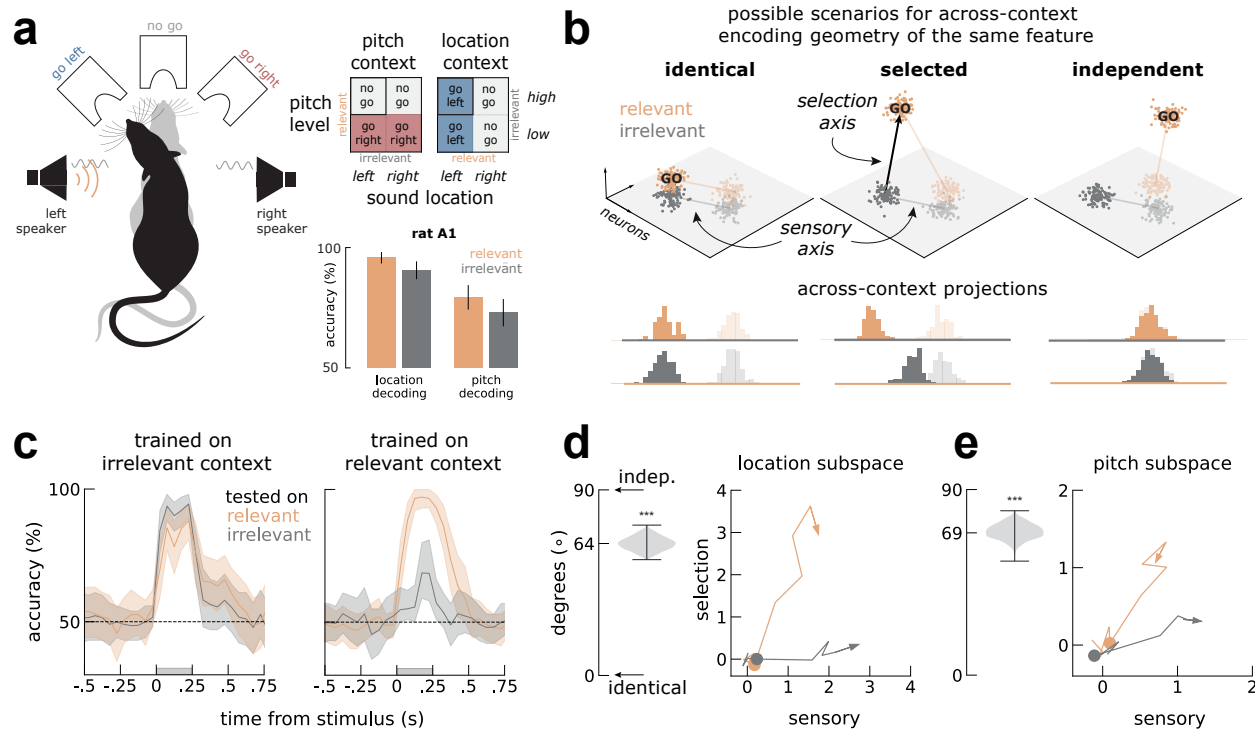 a
no go
go left
go right
left
speaker
right
speaker
pitch
context
location
context
pitch
level
relevant
no
go
no
go
go
left
no
go
go
right
go
right
go
left
no
go
irrelevant
high
low
irrelevant
relevant
left right left right
sound location
rat A1
relevant
irrelevant
accuracy (%)
100
50
location
decoding
pitch
decoding
b
possible scenarios for across-context
encoding geometry of the same feature
identical
selected
independent
relevant
irrelevant
selection
axis
GO
GO
GO
neurons
sensory
axis
across-context projections
c
trained on
irrelevant context
trained on
relevant context
tested on
relevant
irrelevant
accuracy (%)
100
50
-.5 -.25 0 .25 .5 .75
-.5 -.25 0 .25 .5 .75
time from stimulus (s)
d
indep.
90
***
64
0
identical
degrees (∘)
location subspace
selection
4
3
2
1
0
0 1 2 3 4
sensory
e
90
***
69
0
pitch subspace
2
1
0
0 1 2
sensory